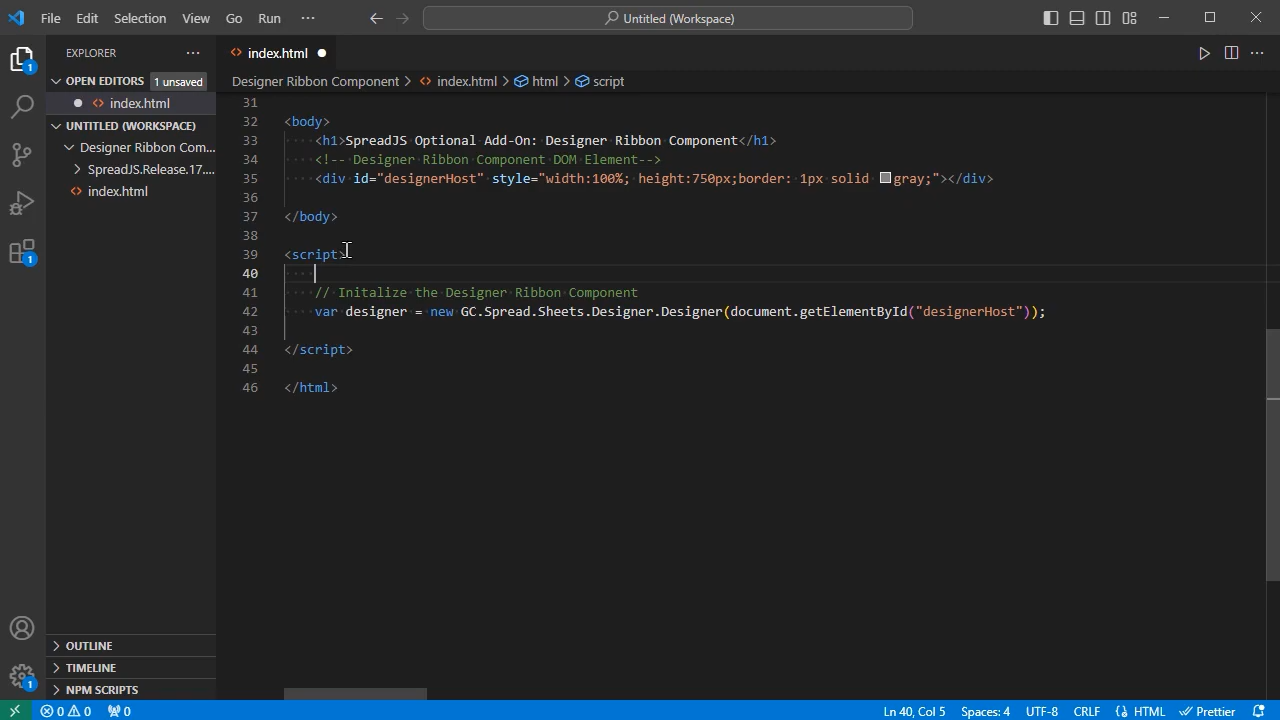 File Edit Selection View Go Run ··· Untitled (Workspace)
EXPLORER ···
OPEN EDITORS 1 unsaved
index.html
UNTITLED (WORKSPACE)
Designer Ribbon Com...
SpreadJS.Release.17....
index.html
OUTLINE
TIMELINE
NPM SCRIPTS
index.html
Designer Ribbon Component > index.html > html > script
31
32 <body>
33 <h1>SpreadJS Optional Add-On: Designer Ribbon Component</h1>
34 <!-- Designer Ribbon Component DOM Element-->
35 <div id="designerHost" style="width:100%; height:750px;border: 1px solid gray;"></div>
36
37 </body>
38
39 <script>
40
41 // Initalize the Designer Ribbon Component
42 var designer = new GC.Spread.Sheets.Designer.Designer(document.getElementById("designerHost"));
43
44 </script>
45
46 </html>
1
1
1
0 0 0 Ln 40, Col 5 Spaces: 4 UTF-8 CRLF HTML Prettier